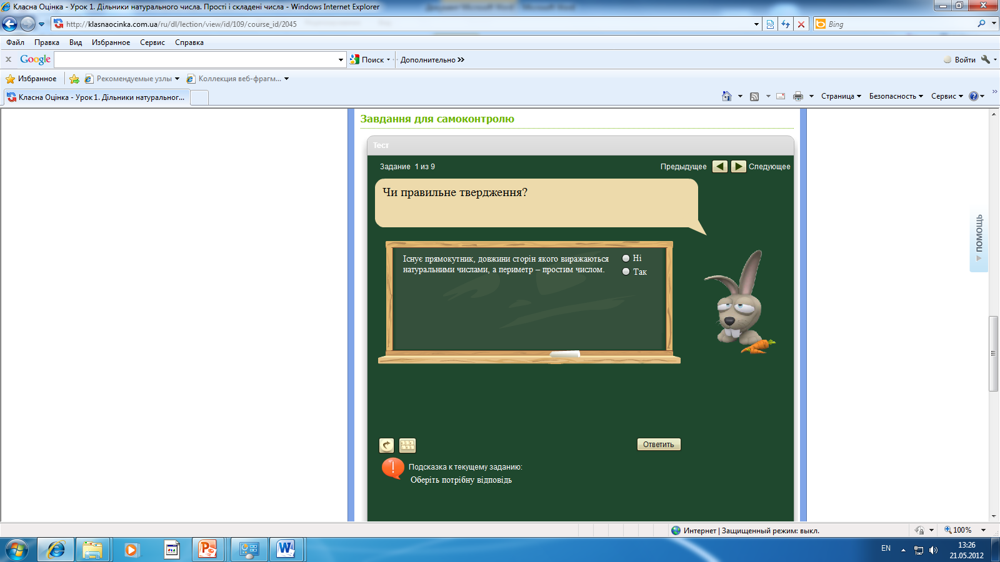 Класна Оцінка - Урок 1. Дільники натурального числа. Прості і складені числа - Windows Internet Explorer
http://klasnaocinka.com.ua/ru/dl/lection/view/id/109/course_id/2045
Bing
Файл Правка Вид Избранное Сервис Справка
x Google Поиск Дополнительно >> Войти
Избранное Рекомендуемые узлы Коллекция веб-фрагм...
Класна Оцінка - Урок 1. Дільники натуральног... Страница Безопасность Сервис
Завдання для самоконтролю
Тест
Задание 1 из 9 Предыдущее Следующее
Чи правильне твердження?
Існує прямокутник, довжини сторін якого виражаються
натуральними числами, а периметр – простим числом.
Ні
Так
ПОМОЩЬ
Ответить
Подсказка к текущему заданию:
Оберіть потрібну відповідь
Интернет | Защищенный режим: выкл. 100%
EN 13:26
21.05.2012